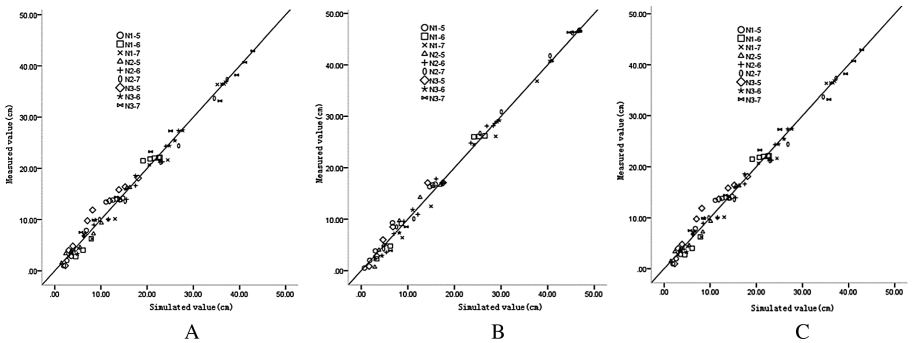 50.00
40.00
30.00
20.00
10.00
.00
Measured value(cm)
N1-5
N1-6
N1-7
N2-5
N2-6
N2-7
N3-5
N3-6
N3-7
.00 10.00 20.00 30.00 40.00 50.00
Simulated value(cm)
A
50.00
40.00
30.00
20.00
10.00
.00
Measured value(cm)
N1-5
N1-6
N1-7
N2-5
N2-6
N2-7
N3-5
N3-6
N3-7
.00 10.00 20.00 30.00 40.00 50.00
Simulated value(cm)
B
50.00
40.00
30.00
20.00
10.00
.00
Measured value(cm)
N1-5
N1-6
N1-7
N2-5
N2-6
N2-7
N3-5
N3-6
N3-7
.00 10.00 20.00 30.00 40.00 50.00
Simulated value(cm)
C